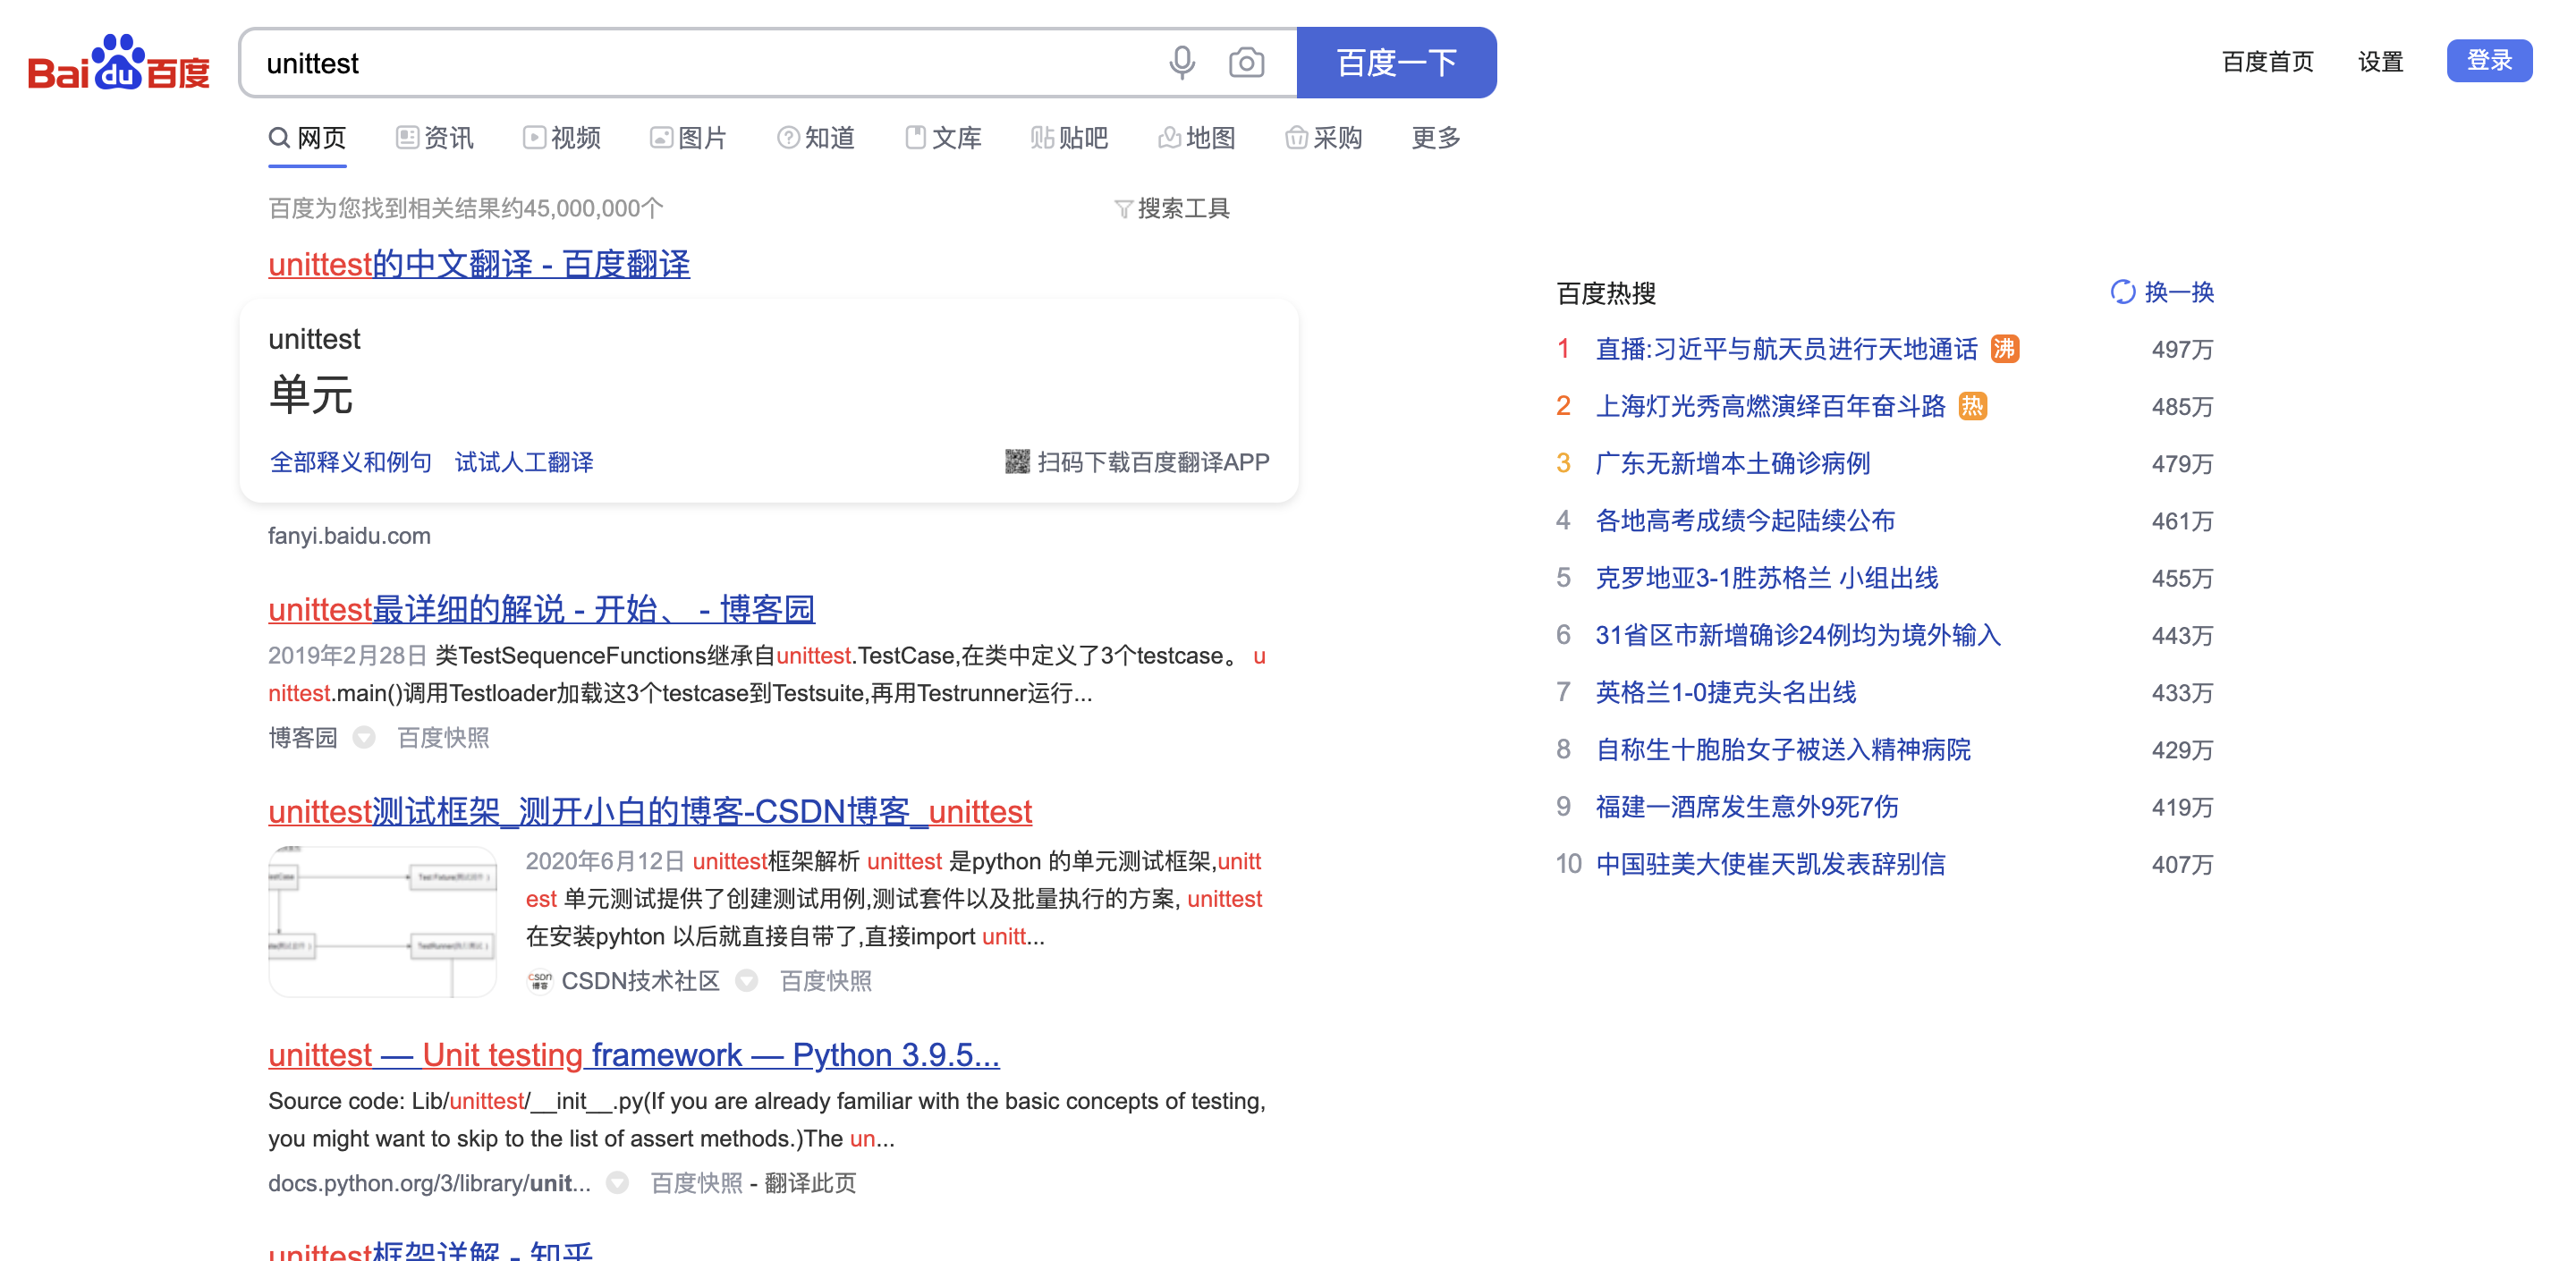 Bai du 百度
unittest
百度一下
百度首页 设置 登录
网页 资讯 视频 图片 知道 文库 贴贴吧 地图 采购 更多
百度为您找到相关结果约45,000,000个 搜索工具
unittest的中文翻译 - 百度翻译
unittest
单元
全部释义和例句 试试人工翻译 扫码下载百度翻译APP
fanyi.baidu.com
unittest最详细的解说 - 开始、 - 博客园
2019年2月28日 类TestSequenceFunctions继承自unittest.TestCase,在类中定义了3个testcase。 u
nittest.main()调用Testloader加载这3个testcase到Testsuite,再用Testrunner运行...
博客园 百度快照
unittest测试框架_测开小白的博客-CSDN博客_unittest
2020年6月12日 unittest框架解析 unittest 是python 的单元测试框架,unitt
est 单元测试提供了创建测试用例,测试套件以及批量执行的方案, unittest
在安装pyhton 以后就直接自带了,直接import unitt...
CSDN博客 CSDN技术社区 百度快照
unittest — Unit testing framework — Python 3.9.5...
Source code: Lib/unittest/__init__.py(If you are already familiar with the basic concepts of testing,
you might want to skip to the list of assert methods.)The un...
docs.python.org/3/library/unit... 百度快照 - 翻译此页
unittest框架详解 - 知乎
百度热搜 换一换
1 直播:习近平与航天员进行天地通话 沸 497万
2 上海灯光秀高燃演绎百年奋斗路 热 485万
3 广东无新增本土确诊病例 479万
4 各地高考成绩今起陆续公布 461万
5 克罗地亚3-1胜苏格兰 小组出线 455万
6 31省区市新增确诊24例均为境外输入 443万
7 英格兰1-0捷克头名出线 433万
8 自称生十胞胎女子被送入精神病院 429万
9 福建一酒席发生意外9死7伤 419万
10 中国驻美大使崔天凯发表辞别信 407万